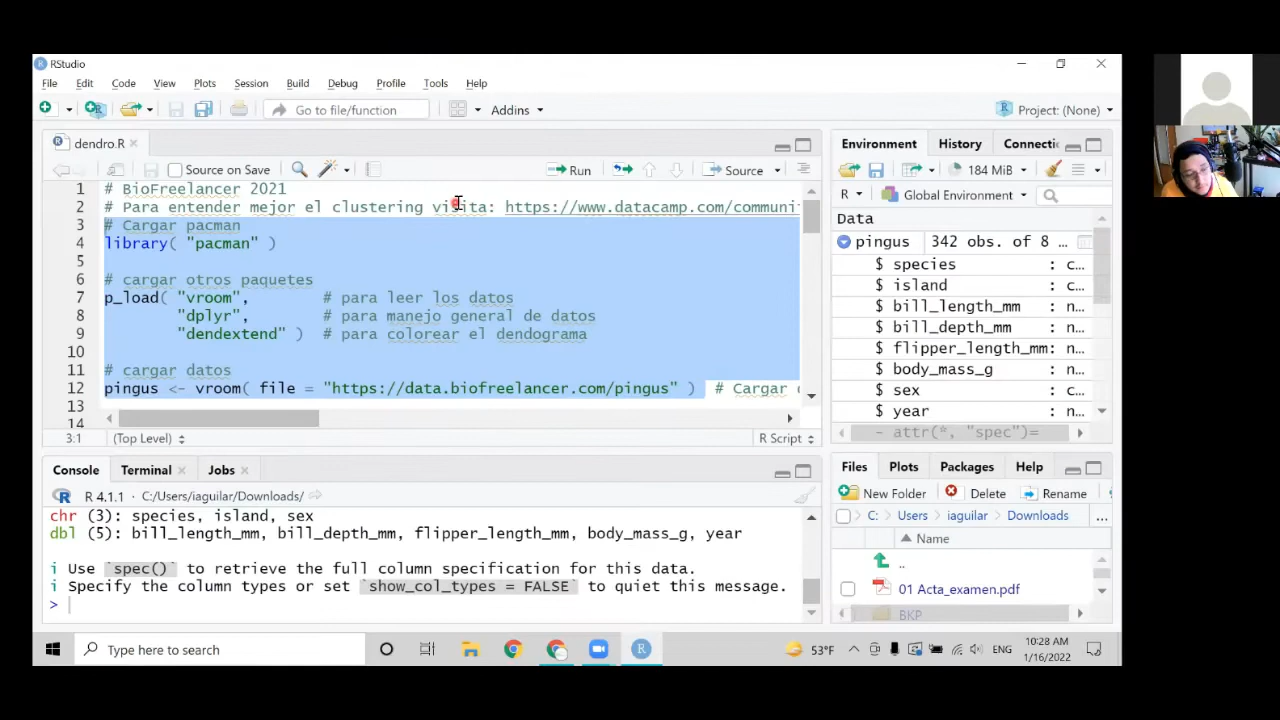 RStudio
File Edit Code View Plots Session Build Debug Profile Tools Help
Go to file/function Addins Project: (None)
dendro.R
Source on Save Run Source
1 # BioFreelancer 2021
2 # Para entender mejor el clustering visita: https://www.datacamp.com/communi
3 # Cargar pacman
4 library( "pacman" )
5
6 # cargar otros paquetes
7 p_load( "vroom", # para leer los datos
8 "dplyr", # para manejo general de datos
9 "dendextend" ) # para colorear el dendograma
10
11 # cargar datos
12 pingus <- vroom( file = "https://data.biofreelancer.com/pingus" ) # Cargar
13
14
3:1 (Top Level) R Script
Console Terminal Jobs
R 4.1.1 · C:/Users/iaguilar/Downloads/
chr (3): species, island, sex
dbl (5): bill_length_mm, bill_depth_mm, flipper_length_mm, body_mass_g, year
i Use `spec()` to retrieve the full column specification for this data.
i Specify the column types or set `show_col_types = FALSE` to quiet this message.
>
Environment History Connecti
184 MiB
R Global Environment
Data
pingus 342 obs. of 8 …
$ species : c…
$ island : c…
$ bill_length_mm : n…
$ bill_depth_mm : n…
$ flipper_length_mm: n…
$ body_mass_g : n…
$ sex : c…
$ year : n…
- attr(*, "spec")=
Files Plots Packages Help
New Folder Delete Rename
C: Users iaguilar Downloads ...
Name
..
01 Acta_examen.pdf
BKP
Type here to search
53°F ENG
10:28 AM
1/16/2022